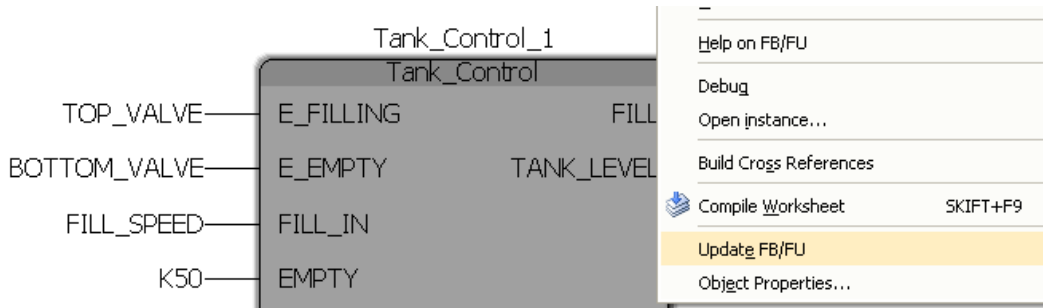 Tank_Control_1
Tank_Control
TOP_VALVE E_FILLING FILL
BOTTOM_VALVE E_EMPTY TANK_LEVEL
FILL_SPEED FILL_IN
K50 EMPTY
Help on FB/FU
Debug
Open instance...
Build Cross References
Compile Worksheet SKIFT+F9
Update FB/FU
Object Properties...